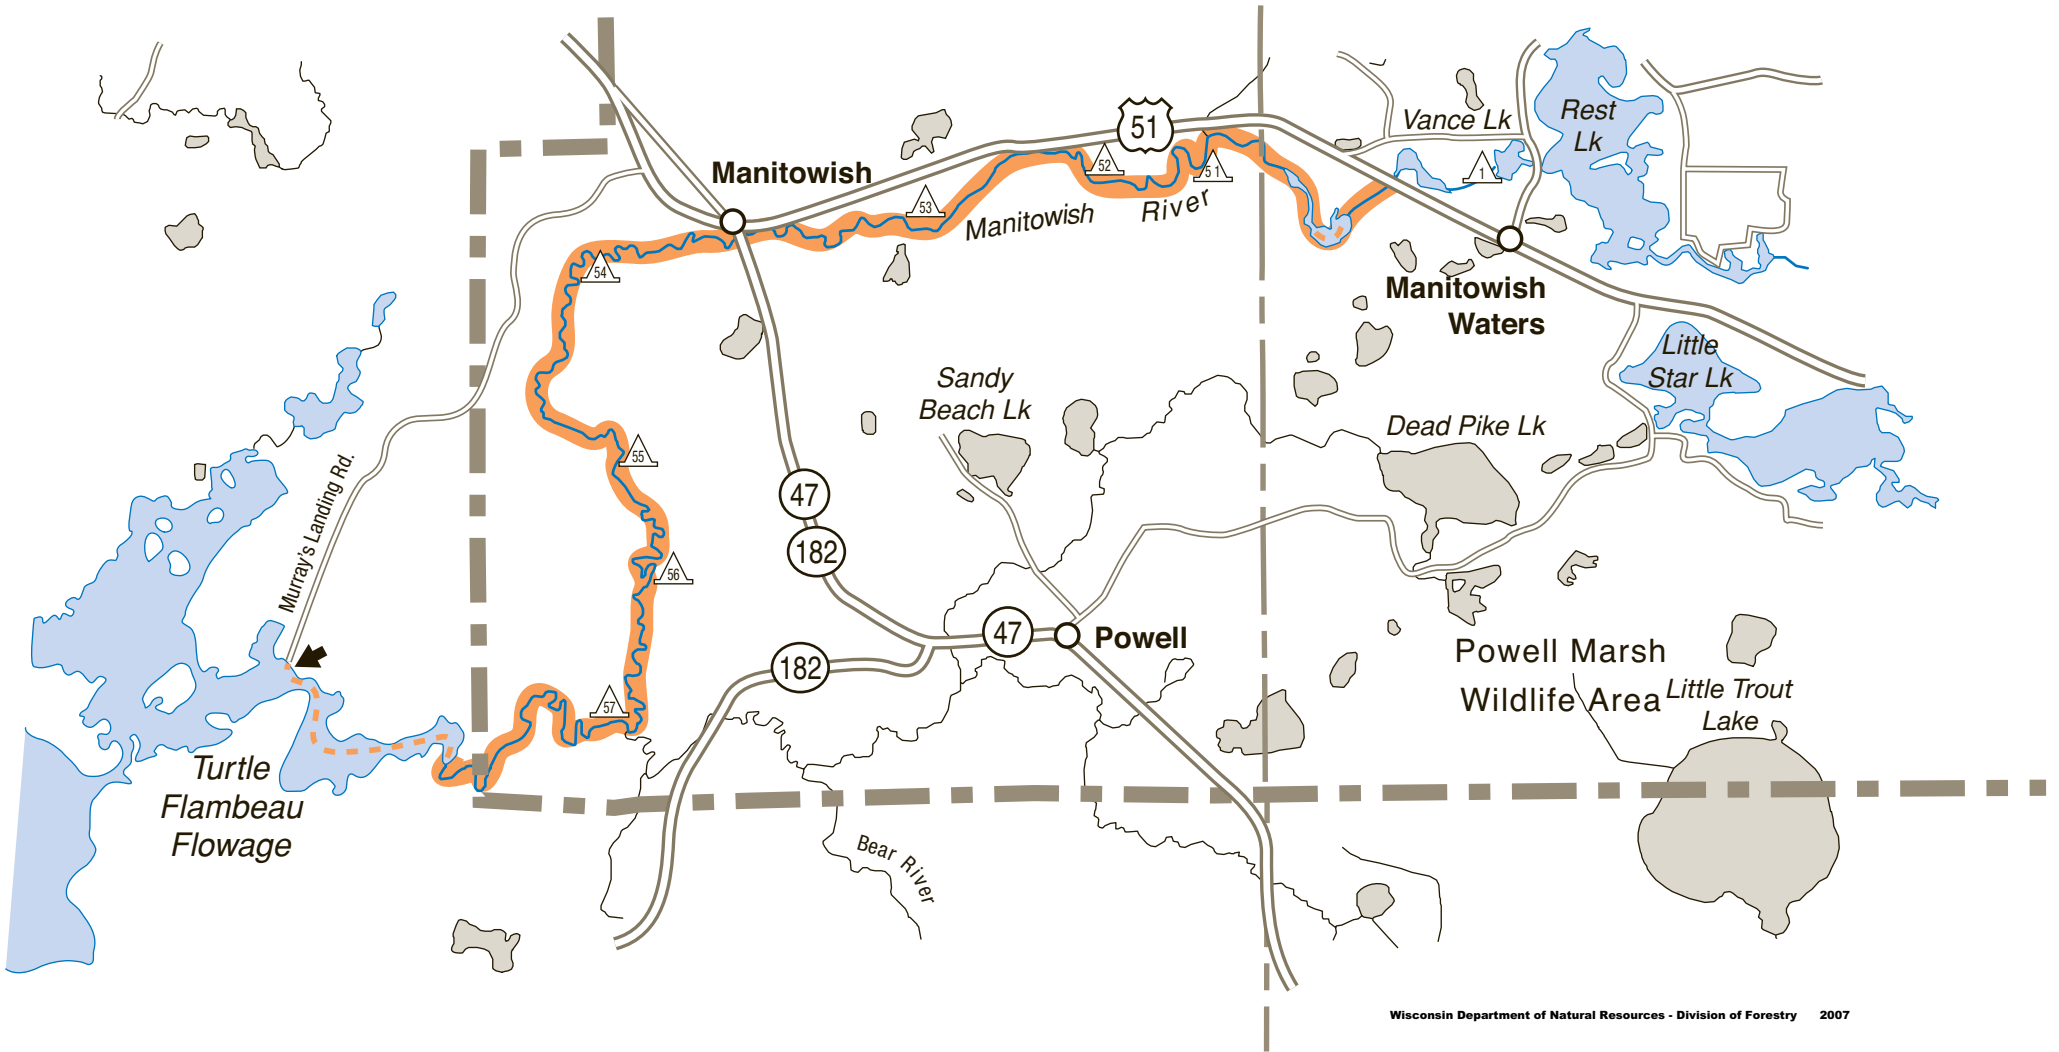 51
Vance Lk
Rest
Lk
1
52
51
Manitowish
53
Manitowish River
54
Manitowish
Waters
Little
Star Lk
Sandy
Beach Lk
Dead Pike Lk
55
Murray's Landing Rd.
47
182
56
47
Powell
182
Powell Marsh
Wildlife Area
Little Trout
Lake
57
Turtle
Flambeau
Flowage
Bear River
Wisconsin Department of Natural Resources - Division of Forestry 2007